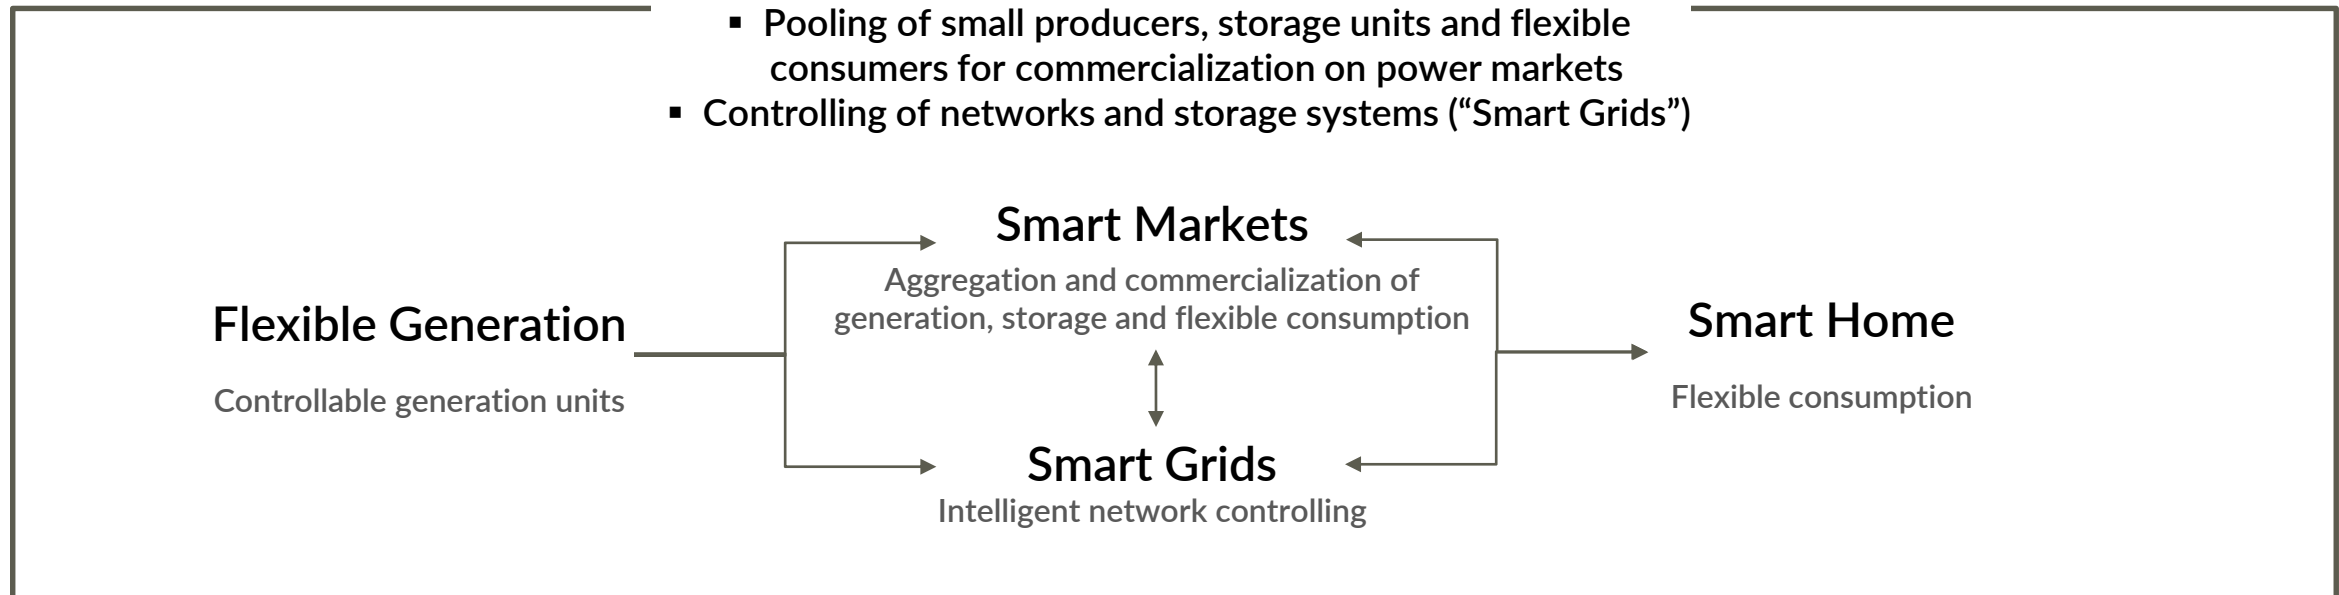 ▪ Pooling of small producers, storage units and flexible
consumers for commercialization on power markets
▪ Controlling of networks and storage systems (“Smart Grids”)
Smart Markets
Aggregation and commercialization of
generation, storage and flexible consumption
Flexible Generation
Controllable generation units
Smart Home
Flexible consumption
Smart Grids
Intelligent network controlling